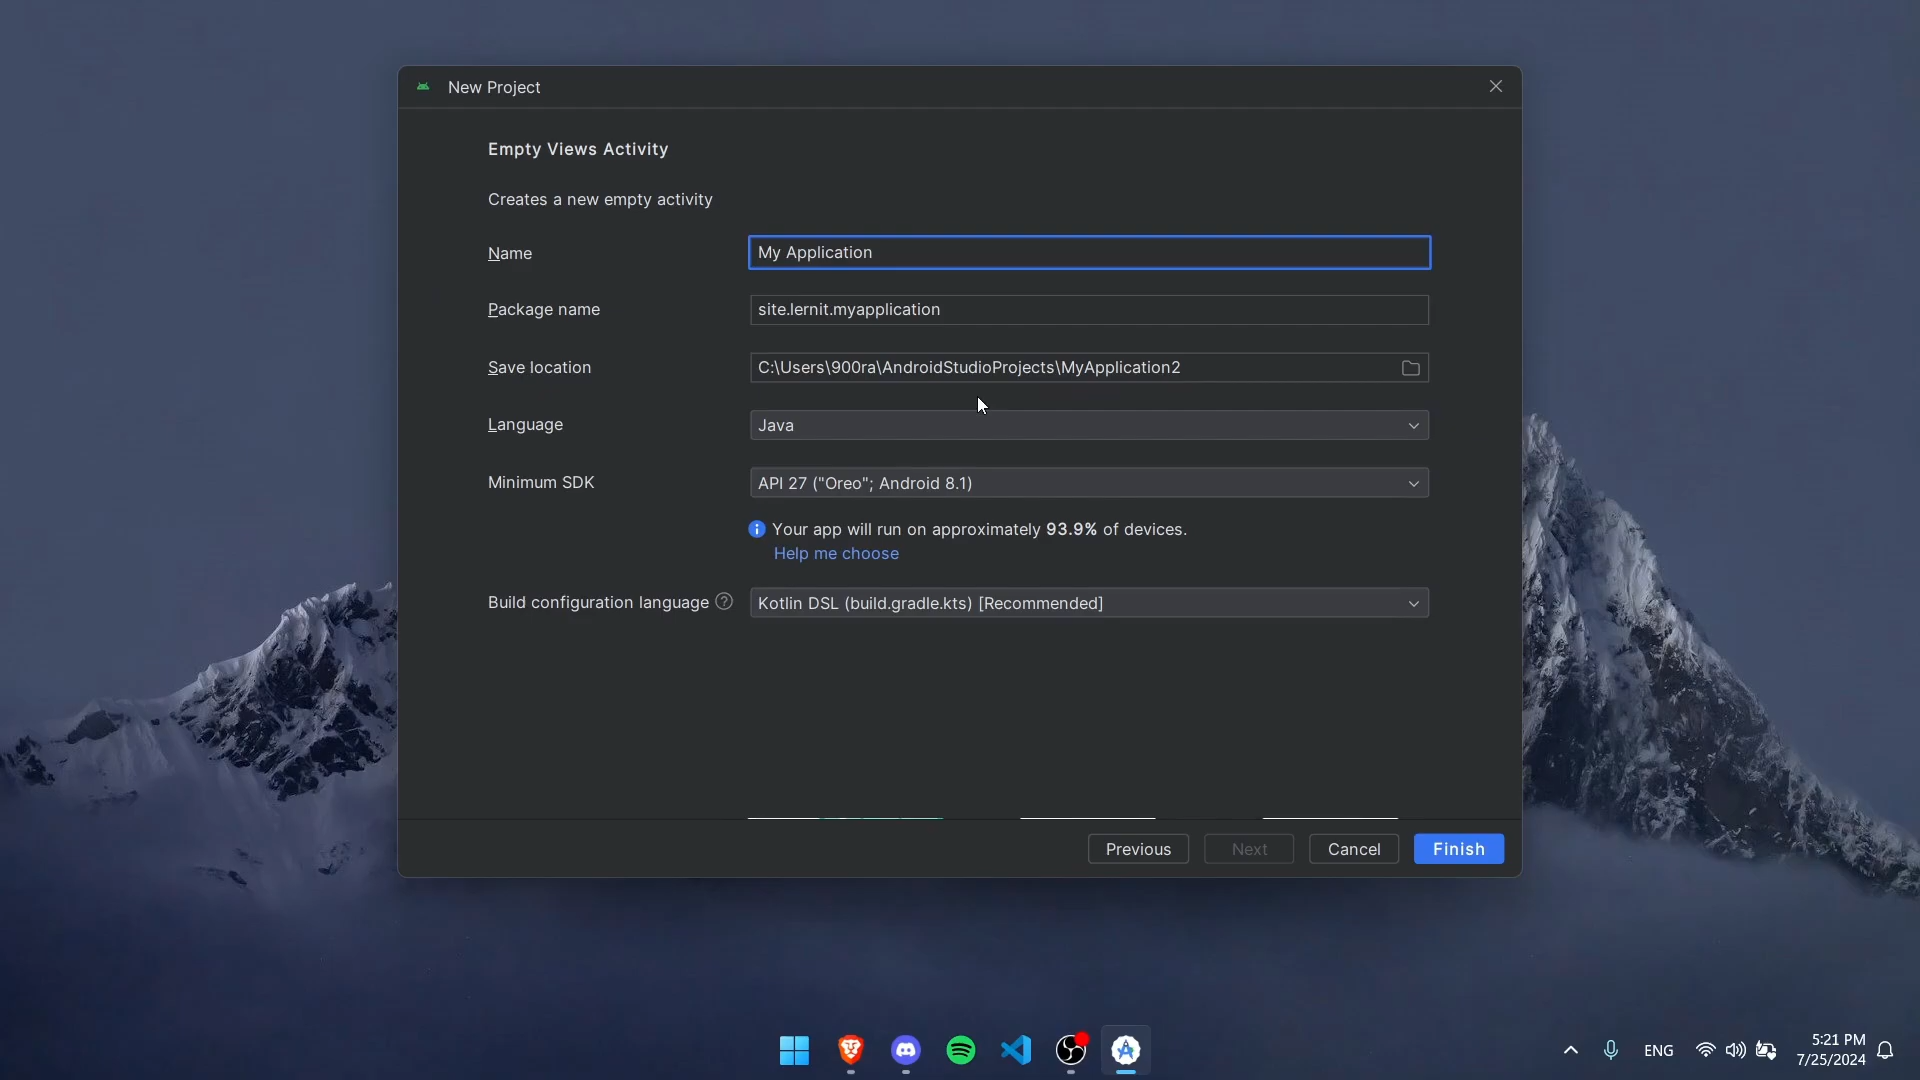 New Project
Empty Views Activity
Creates a new empty activity
Name
My Application
Package name
site.lernit.myapplication
Save location
C:\Users\900ra\AndroidStudioProjects\MyApplication2
Language
Java
Minimum SDK
API 27 ("Oreo"; Android 8.1)
Your app will run on approximately 93.9% of devices.
Help me choose
Build configuration language
Kotlin DSL (build.gradle.kts) [Recommended]
Previous
Next
Cancel
Finish
ENG
5:21 PM
7/25/2024